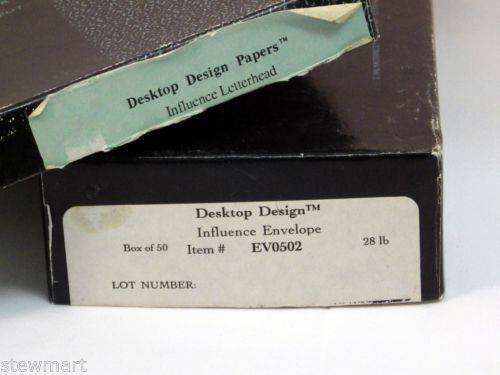 Desktop Design Papers™
Influence Letterhead
Desktop Design™
Influence Envelope
Box of 50 Item # EV0502 28 lb
LOT NUMBER:
stewmart